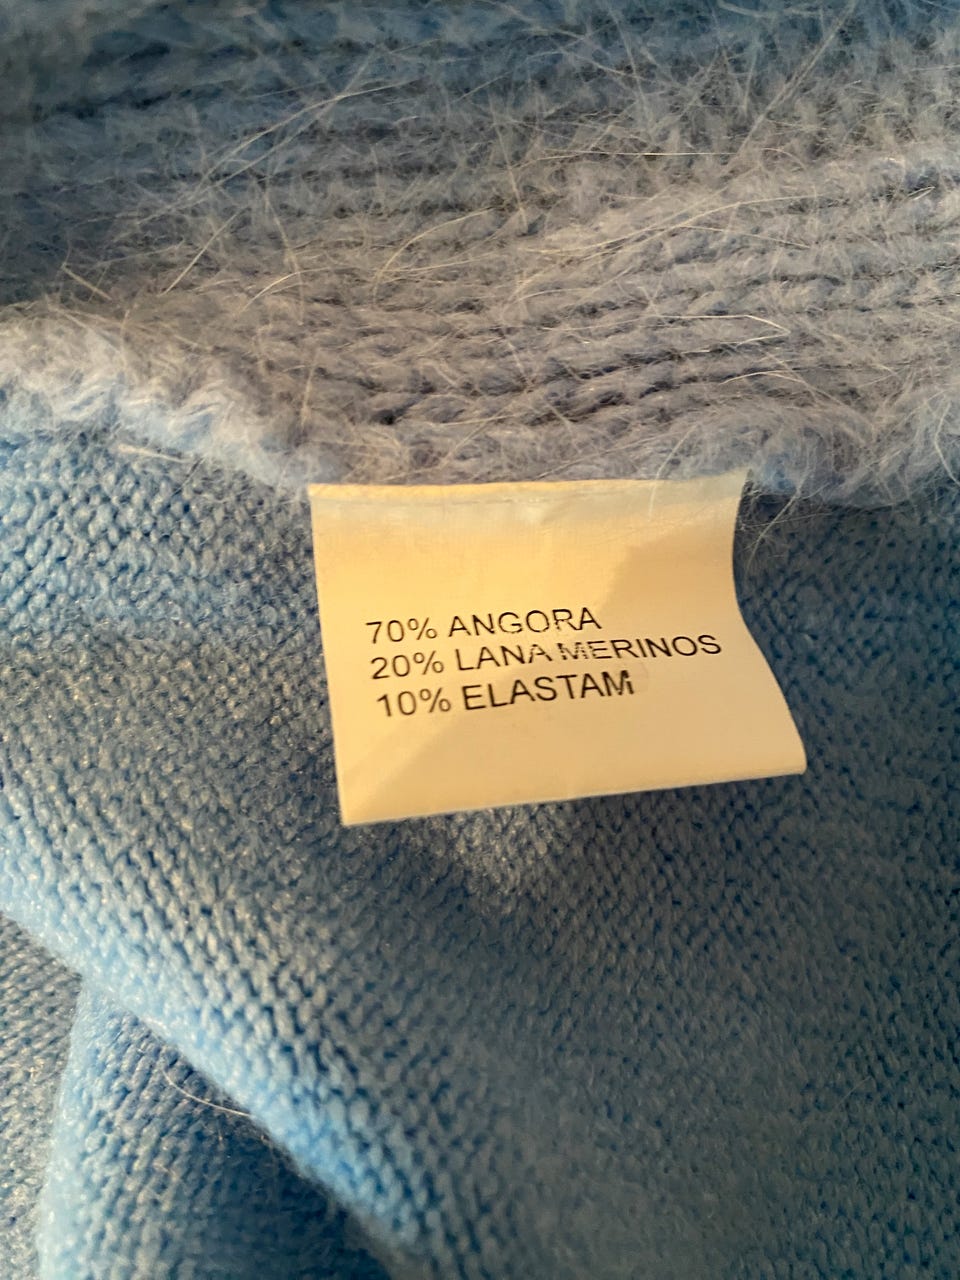 70% ANGORA
20% LANA MERINOS
10% ELASTAM